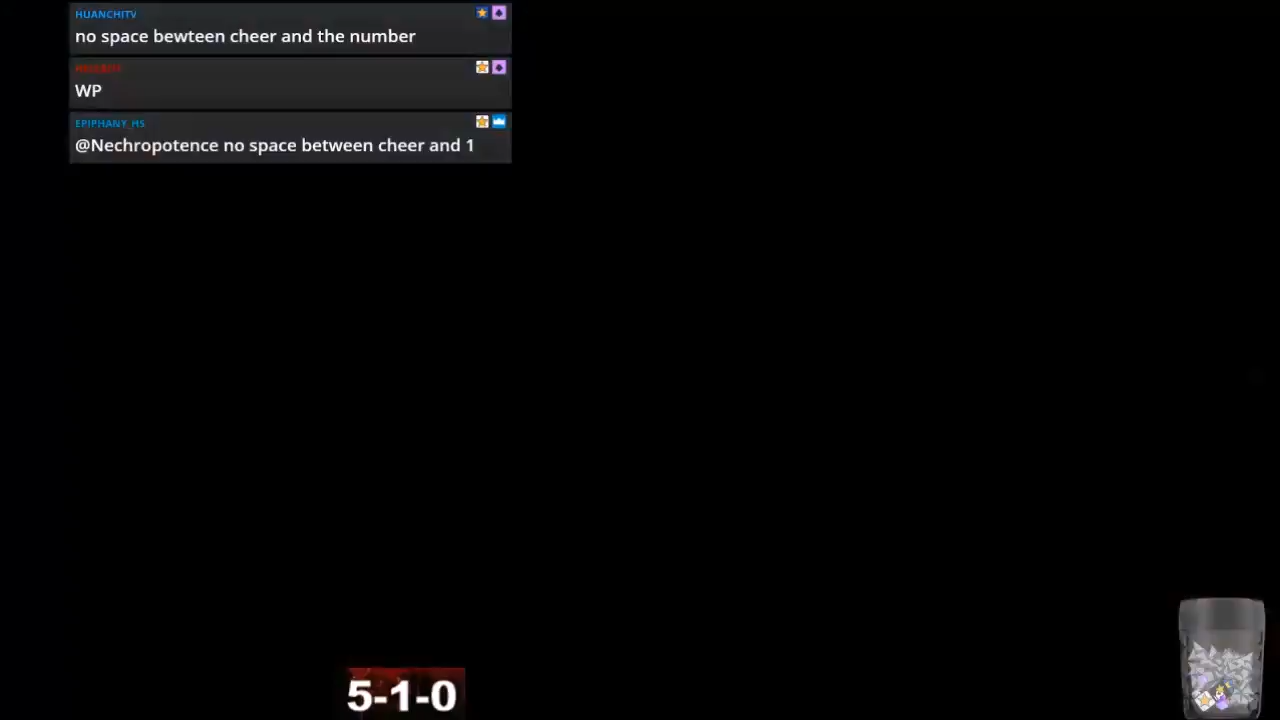 HUANCHITV
no space bewteen cheer and the number
WP
EPIPHANY_HS
@Nechropotence no space between cheer and 1
5-1-0